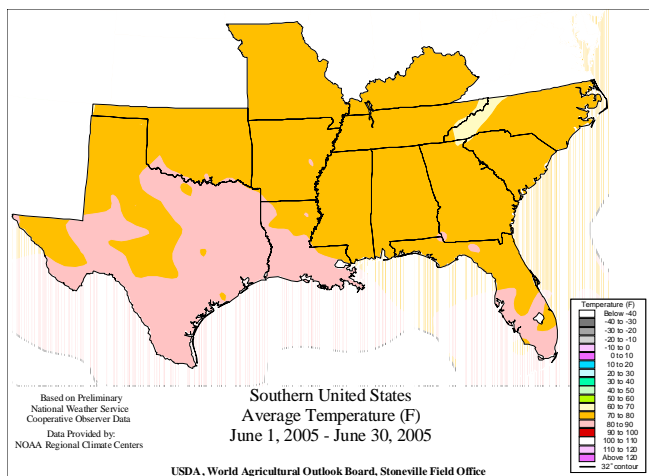 Temperature (F)
Below -40
-40 to -30
-30 to -20
-20 to -10
-10 to 0
0 to 10
10 to 20
20 to 30
30 to 40
40 to 50
50 to 60
60 to 70
70 to 80
80 to 90
90 to 100
100 to 110
110 to 120
Above 120
32° contour
Based on Preliminary
National Weather Service
Cooperative Observer Data
Data Provided by:
NOAA Regional Climate Centers
Southern United States
Average Temperature (F)
June 1, 2005 - June 30, 2005
USDA, World Agricultural Outlook Board, Stoneville Field Office